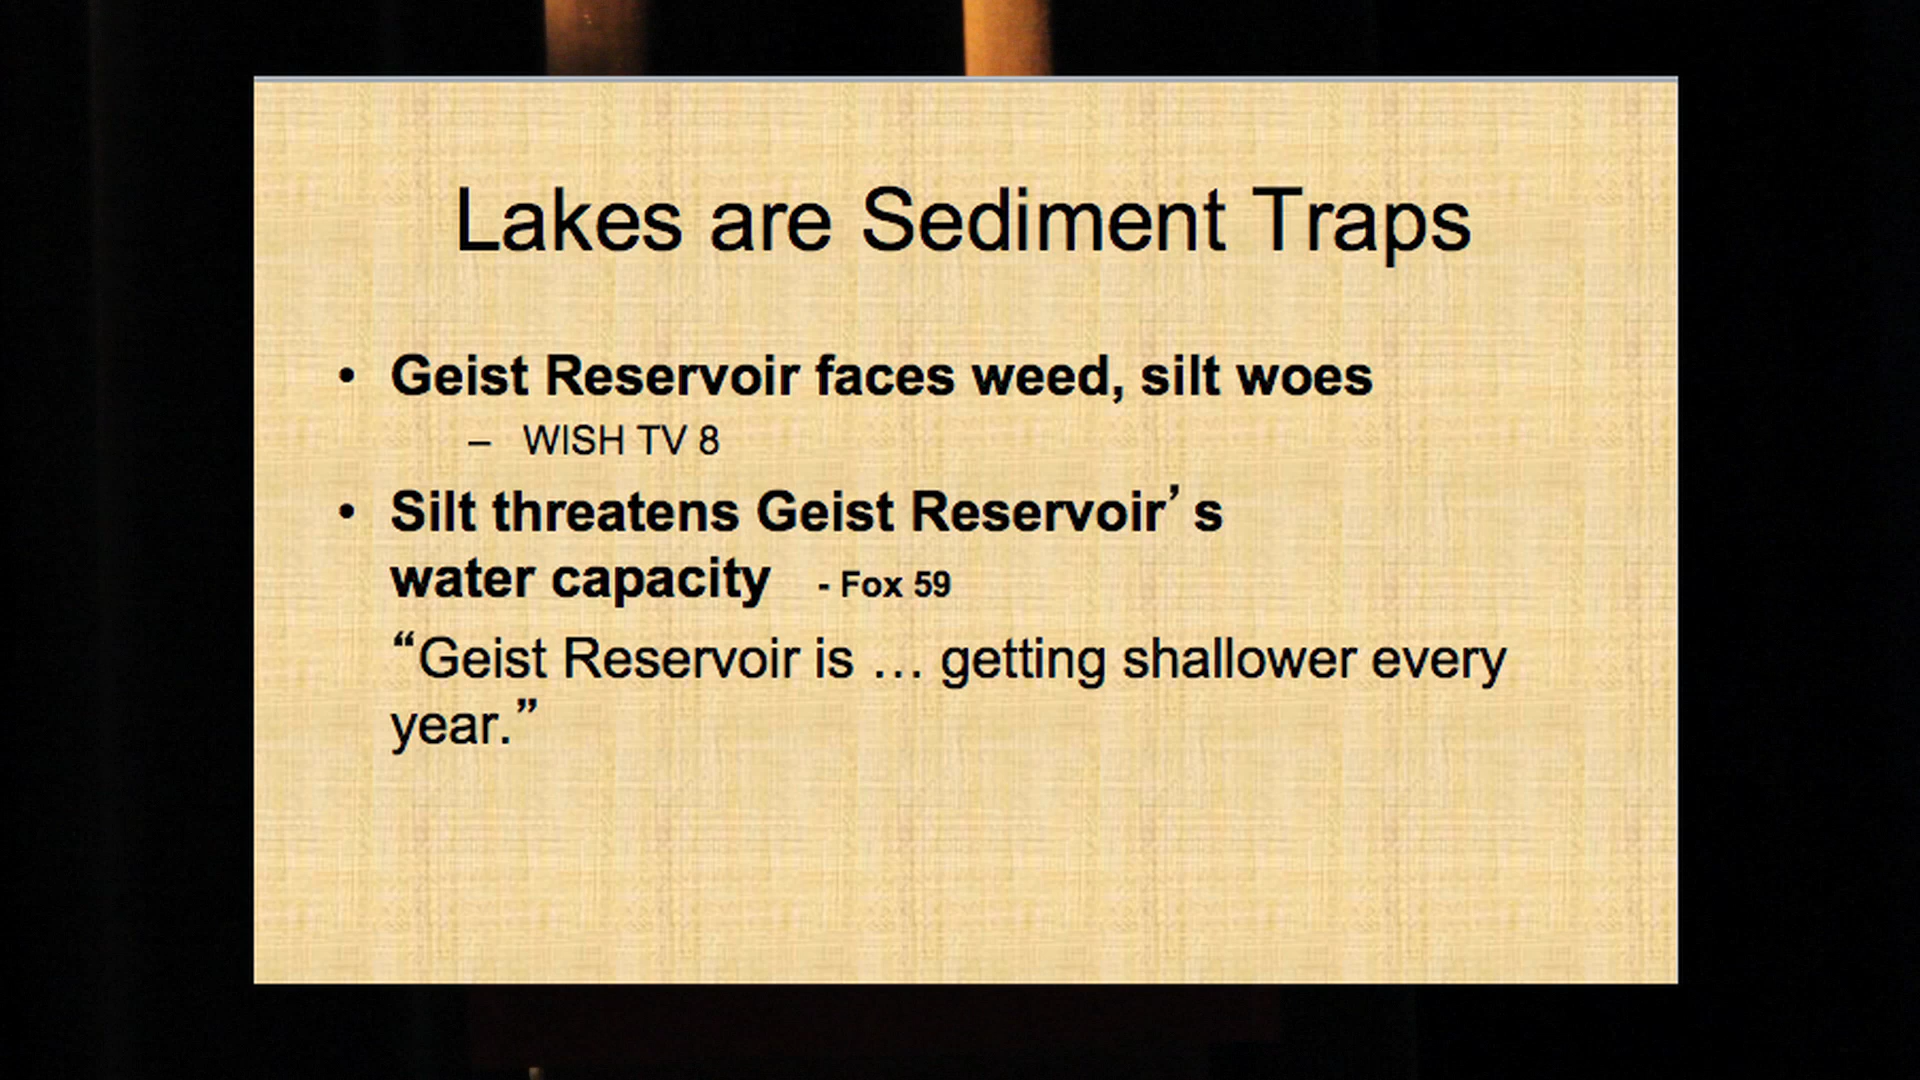 Lakes are Sediment Traps
• Geist Reservoir faces weed, silt woes
– WISH TV 8
• Silt threatens Geist Reservoir’s
water capacity - Fox 59
“Geist Reservoir is … getting shallower every
year.”